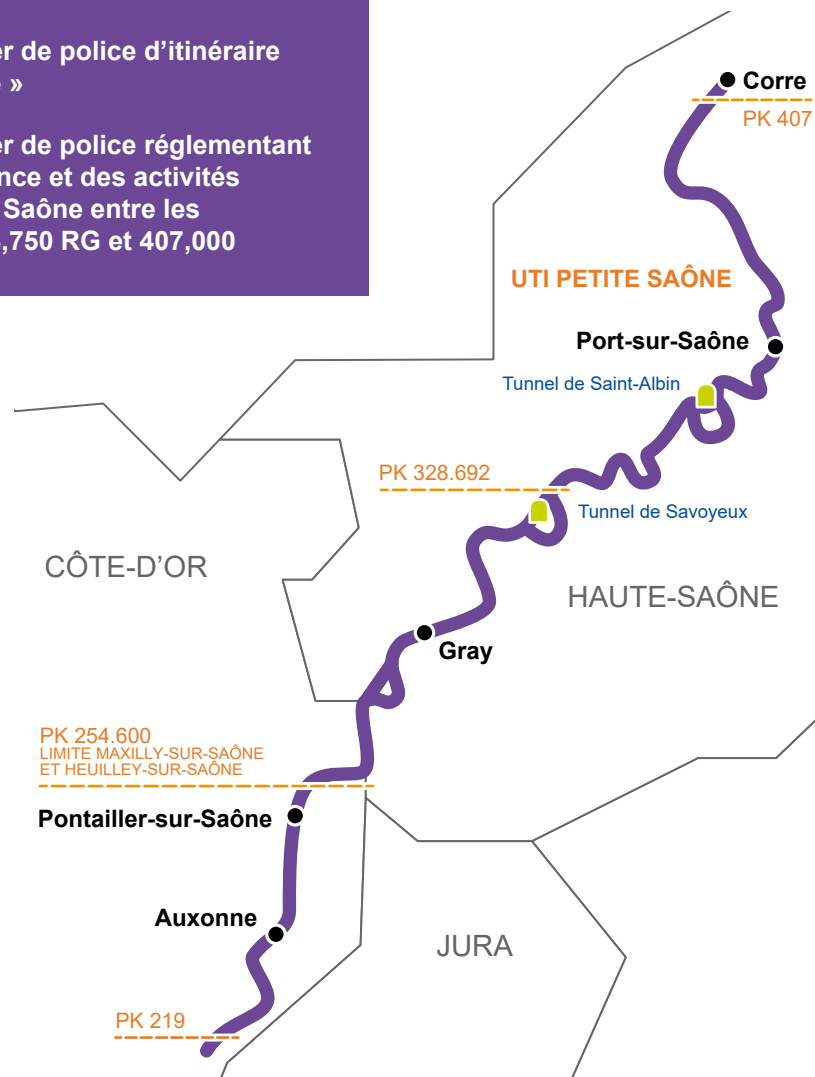 er de police d’itinéraire
e »
er de police réglementant
nce et des activités
Saône entre les
,750 RG et 407,000
Corre
PK 407
UTI PETITE SAÔNE
Port-sur-Saône
Tunnel de Saint-Albin
PK 328.692
Tunnel de Savoyeux
CÔTE-D’OR
HAUTE-SAÔNE
Gray
PK 254.600
LIMITE MAXILLY-SUR-SAÔNE
ET HEUILLEY-SUR-SAÔNE
Pontailler-sur-Saône
Auxonne
JURA
PK 219